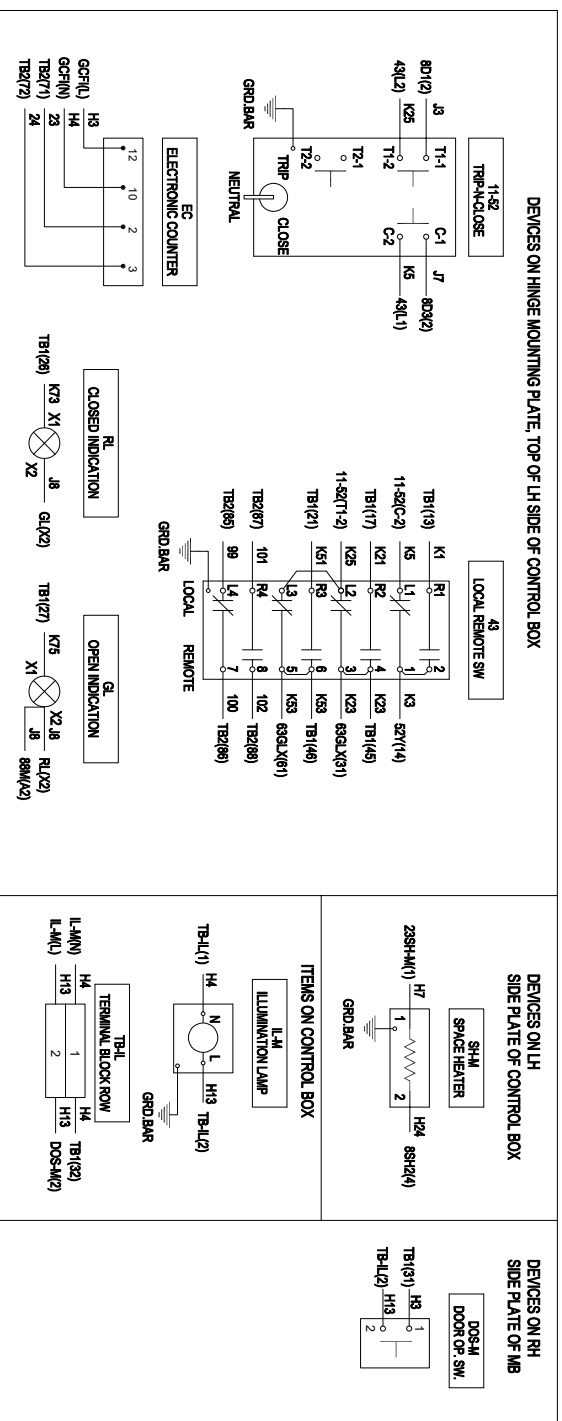 DEVICES ON HINGE MOUNTING PLATE, TOP OF LH SIDE OF CONTROL BOX
11-52
TRIP-N-CLOSE
8D1(2) J3 T1-1 C-1 J7 8D3(2)
43(L2) K25 T1-2 C-2 K5 43(L1)
T2-1
T2-2
TRIP CLOSE
NEUTRAL
GRD.BAR
EC
ELECTRONIC COUNTER
GCFI(L) H3 12
GCFI(N) H4 10
TB2(71) 23 2
TB2(72) 24 3
43
LOCAL REMOTE SW
TB1(13) K1 R1 2
11-52(C-2) K5 L1 1 K3 52Y(14)
TB1(17) K21 R2 4 K23 TB1(45)
11-52(T1-2) K25 L2 3 K23 63GLX(31)
TB1(21) K51 R3 6 K53 TB1(46)
L3 5 K53 63GLX(61)
TB2(87) 101 R4 8 102 TB2(88)
TB2(85) 99 L4 7 100 TB2(86)
LOCAL REMOTE
GRD.BAR
RL
CLOSED INDICATION
TB1(26) K73 X1 X2 J8 GL(X2)
GL
OPEN INDICATION
TB1(27) K75 X1 X2 J8 RL(X2)
J8 88M(A2)
DEVICES ON LH
SIDE PLATE OF CONTROL BOX
SH-M
SPACE HEATER
23SH-M(1) H7 1 2 H24 8SH2(4)
GRD.BAR
ITEMS ON CONTROL BOX
IL-M
ILLUMINATION LAMP
TB-IL(1) H4 N L H13 TB-IL(2)
GRD.BAR
TB-IL
TERMINAL BLOCK ROW
IL-M(N) H4 1 H4 TB1(32)
IL-M(L) H13 2 H13 DOS-M(2)
DEVICES ON RH
SIDE PLATE OF MB
DOS-M
DOOR OP. SW.
TB1(31) H3 1
TB-IL(2) H13 2